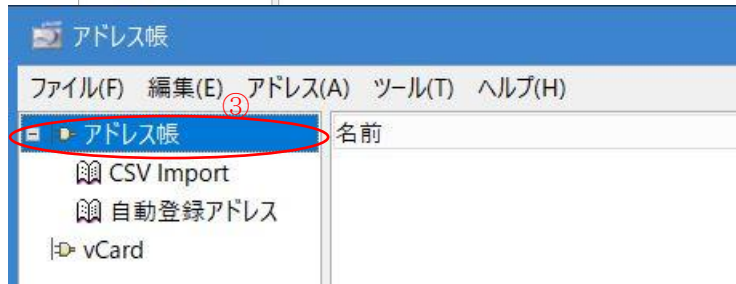 アドレス帳
ファイル(F) 編集(E) アドレス(A) ツール(T) ヘルプ(H)
③
アドレス帳 名前
CSV Import
自動登録アドレス
vCard